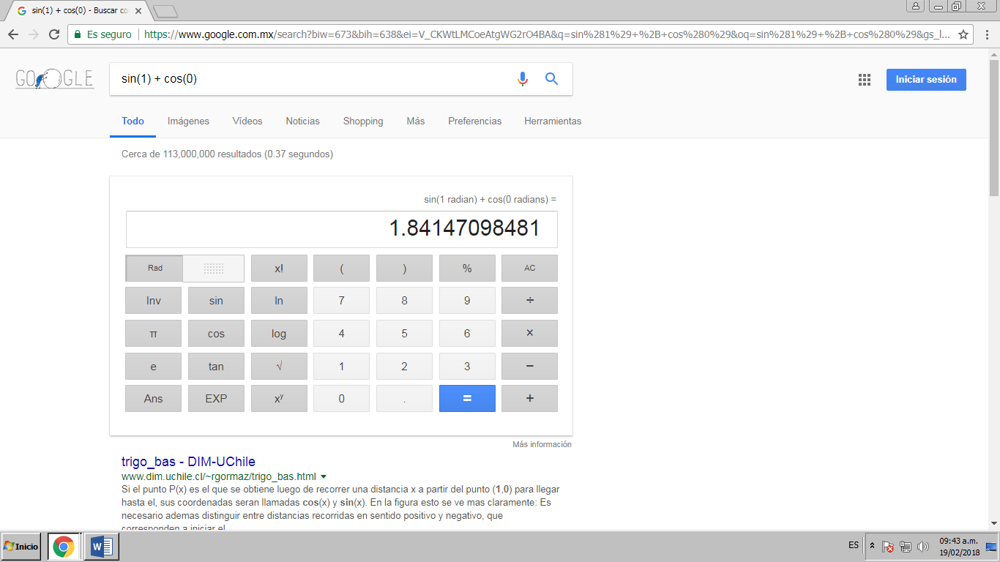 sin(1) + cos(0) - Buscar co
Es seguro | https://www.google.com.mx/search?biw=673&bih=638&ei=V_CKWtLMCoeAtgWG2rO4BA&q=sin%281%29+%2B+cos%280%29&oq=sin%281%29+%2B+cos%280%29&gs_l...
GOOGLE
sin(1) + cos(0)
Iniciar sesión
Todo Imágenes Vídeos Noticias Shopping Más Preferencias Herramientas
Cerca de 113,000,000 resultados (0.37 segundos)
sin(1 radian) + cos(0 radians) =
1.84147098481
Rad x! ( ) % AC
Inv sin ln 7 8 9 ÷
π cos log 4 5 6 ×
e tan √ 1 2 3 −
Ans EXP xʸ 0 . = +
Más información
trigo_bas - DIM-UChile
www.dim.uchile.cl/~rgormaz/trigo_bas.html
Si el punto P(x) es el que se obtiene luego de recorrer una distancia x a partir del punto (1,0) para llegar
hasta el, sus coordenadas seran llamadas cos(x) y sin(x). En la figura esto se ve mas claramente: Es
necesario ademas distinguir entre distancias recorridas en sentido positivo y negativo, que
corresponden a iniciar el
Inicio
ES
09:43 a.m.
19/02/2018